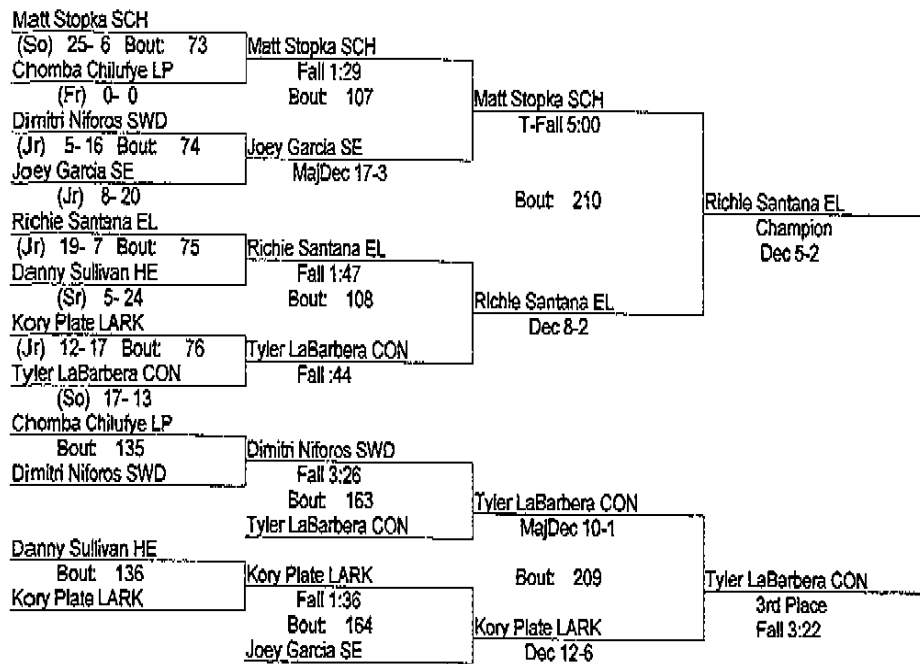 Matt Stopka SCH
(So) 25- 6 Bout: 73
Chomba Chilufye LP
(Fr) 0- 0
Dimitri Niforos SWD
(Jr) 5- 16 Bout: 74
Joey Garcia SE
(Jr) 8- 20
Richie Santana EL
(Jr) 19- 7 Bout: 75
Danny Sullivan HE
(Sr) 5- 24
Kory Plate LARK
(Jr) 12- 17 Bout: 76
Tyler LaBarbera CON
(So) 17- 13
Chomba Chilufye LP
Bout: 135
Dimitri Niforos SWD
Danny Sullivan HE
Bout: 136
Kory Plate LARK
Matt Stopka SCH
Fall 1:29
Bout: 107
Joey Garcia SE
MajDec 17-3
Richie Santana EL
Fall 1:47
Bout: 108
Tyler LaBarbera CON
Fall :44
Dimitri Niforos SWD
Fall 3:26
Bout: 163
Tyler LaBarbera CON
Kory Plate LARK
Fall 1:36
Bout: 164
Joey Garcia SE
Matt Stopka SCH
T-Fall 5:00
Bout: 210
Richie Santana EL
Dec 8-2
Tyler LaBarbera CON
MajDec 10-1
Bout: 209
Kory Plate LARK
Dec 12-6
Richie Santana EL
Champion
Dec 5-2
Tyler LaBarbera CON
3rd Place
Fall 3:22